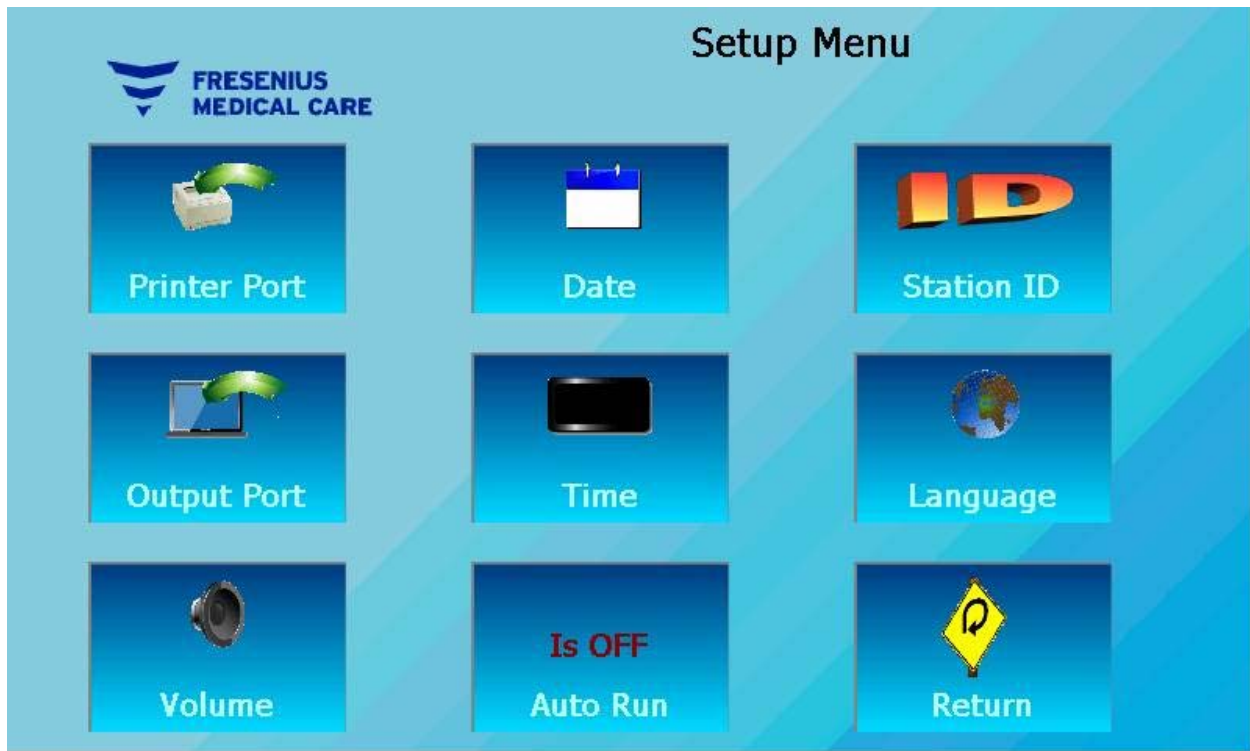 Setup Menu
FRESENIUS
MEDICAL CARE
Printer Port
Date
ID
Station ID
Output Port
Time
Language
Volume
Is OFF
Auto Run
Return